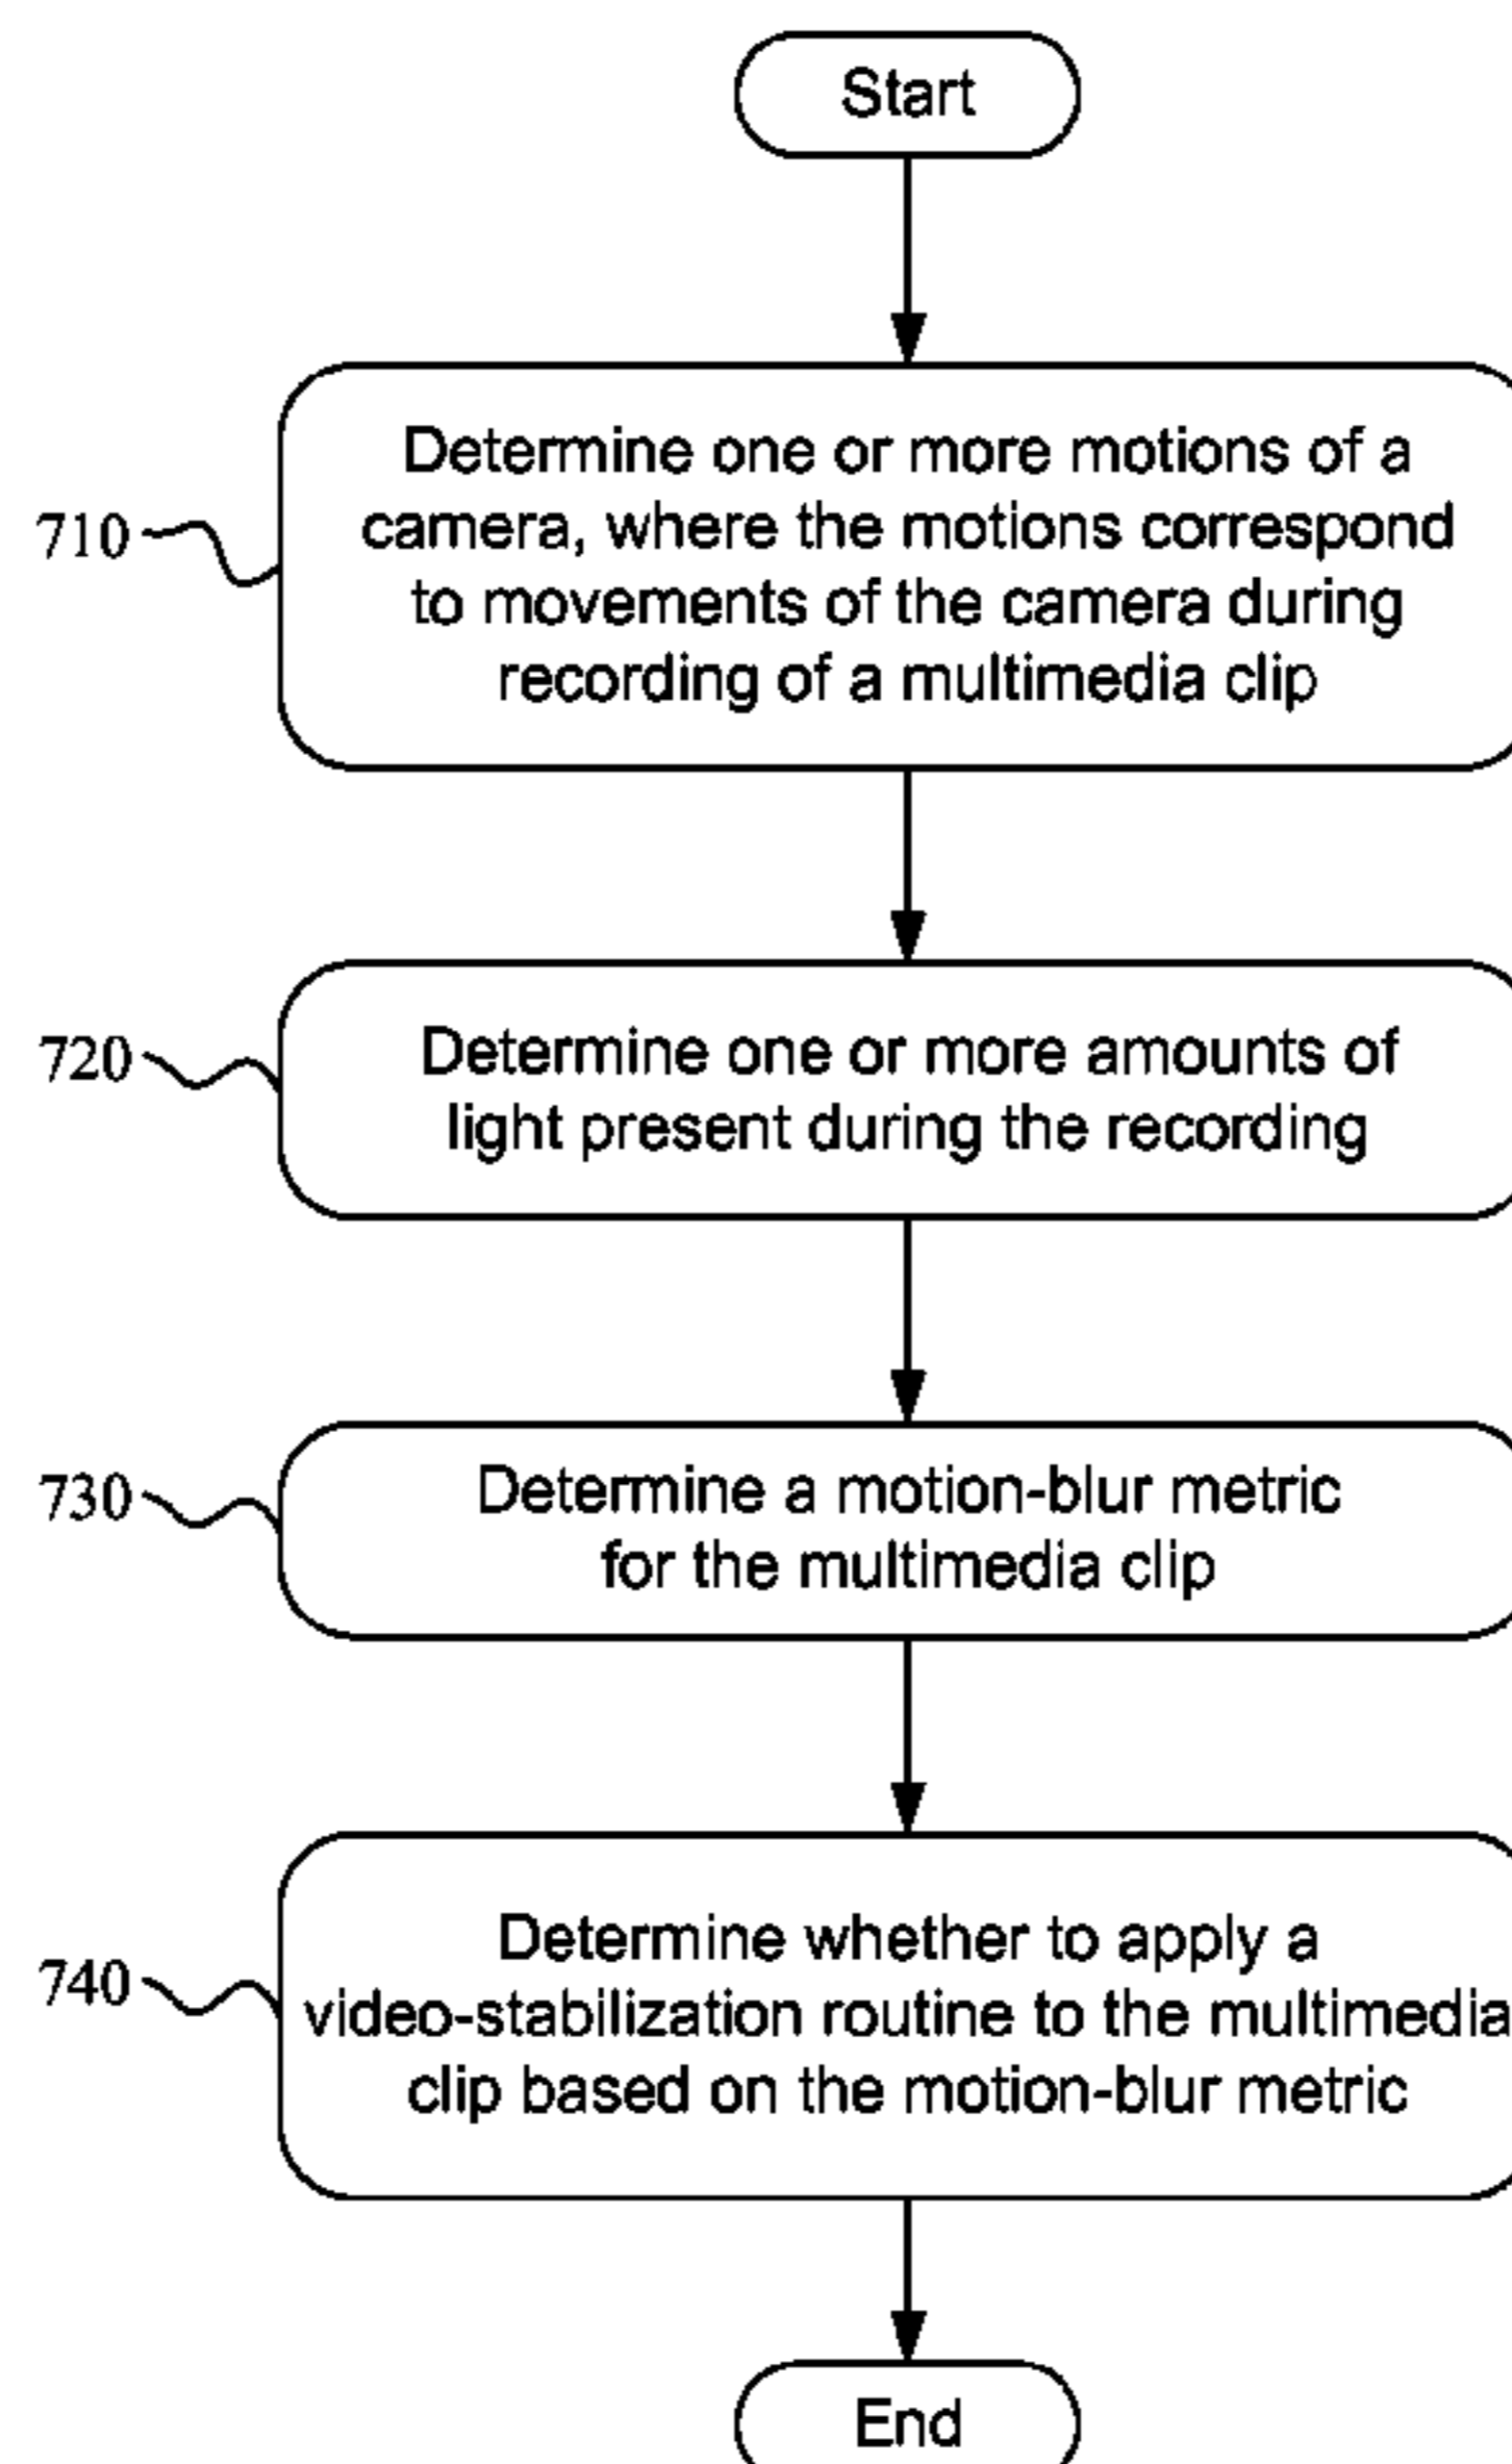 Start
710
Determine one or more motions of a
camera, where the motions correspond
to movements of the camera during
recording of a multimedia clip
720
Determine one or more amounts of
light present during the recording
730
Determine a motion-blur metric
for the multimedia clip
740
Determine whether to apply a
video-stabilization routine to the multimedia
clip based on the motion-blur metric
End